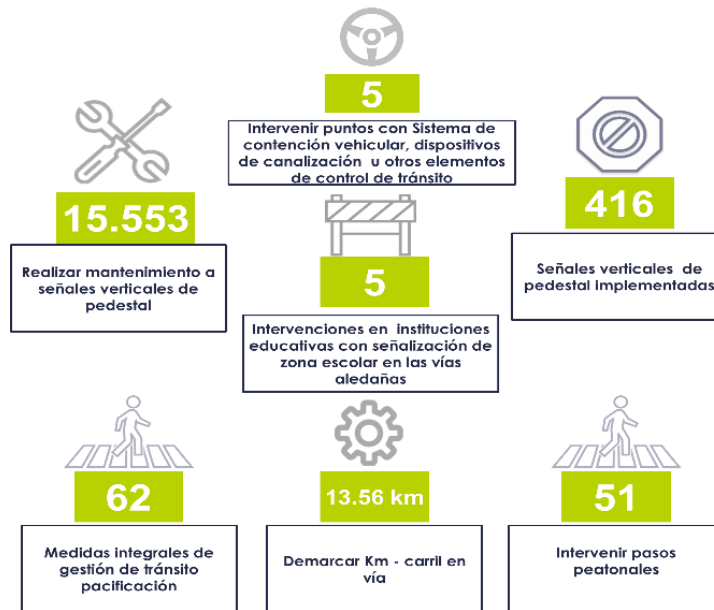 5
Intervenir puntos con Sistema de
contención vehicular, dispositivos
de canalización u otros elementos
de control de tránsito
15.553
Realizar mantenimiento a
señales verticales de
pedestal
416
Señales verticales de
pedestal implementadas
5
Intervenciones en instituciones
educativas con señalización de
zona escolar en las vías
aledañas
62
Medidas integrales de
gestión de tránsito
pacificación
13.56 km
Demarcar Km - carril en
vía
51
Intervenir pasos
peatonales